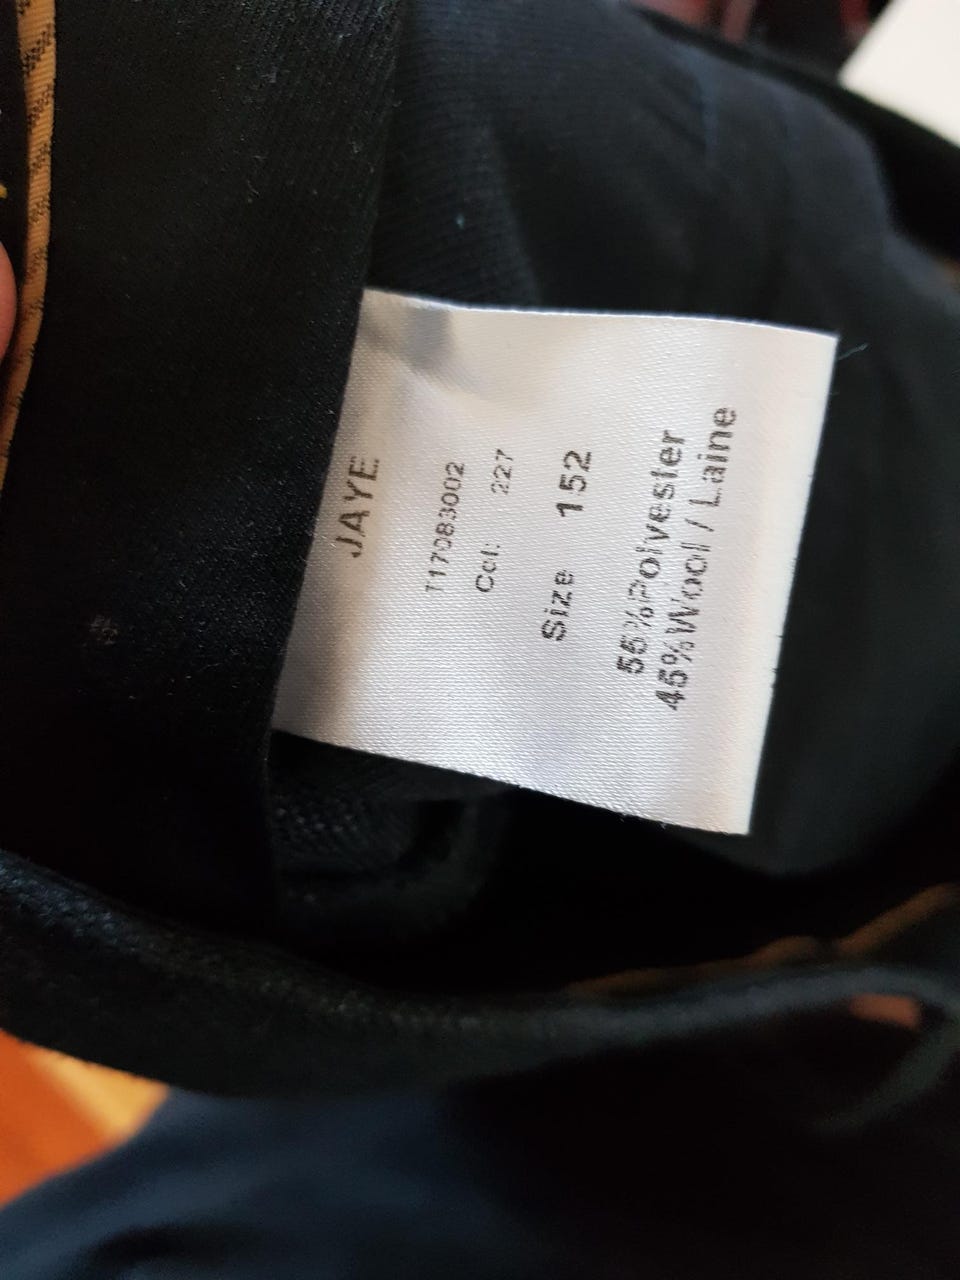 JAYE
T17083002
Col: 227
Size 152
55%Polyester
45%Wool / Laine